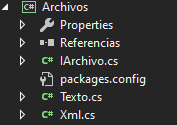 C# Archivos
Properties
Referencias
C# IArchivo.cs
packages.config
C# Texto.cs
C# Xml.cs